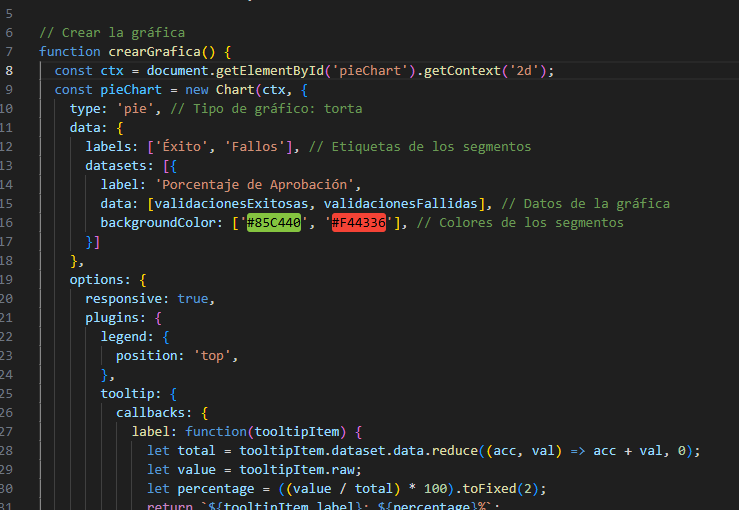 5
6 // Crear la gráfica
7 function crearGrafica() {
8 const ctx = document.getElementById('pieChart').getContext('2d');
9 const pieChart = new Chart(ctx, {
10 type: 'pie', // Tipo de gráfico: torta
11 data: {
12 labels: ['Éxito', 'Fallos'], // Etiquetas de los segmentos
13 datasets: [{
14 label: 'Porcentaje de Aprobación',
15 data: [validacionesExitosas, validacionesFallidas], // Datos de la gráfica
16 backgroundColor: ['#85C440', '#F44336'], // Colores de los segmentos
17 }]
18 },
19 options: {
20 responsive: true,
21 plugins: {
22 legend: {
23 position: 'top',
24 },
25 tooltip: {
26 callbacks: {
27 label: function(tooltipItem) {
28 let total = tooltipItem.dataset.data.reduce((acc, val) => acc + val, 0);
29 let value = tooltipItem.raw;
30 let percentage = ((value / total) * 100).toFixed(2);
31 return `${tooltipItem.label}: ${percentage}%`;